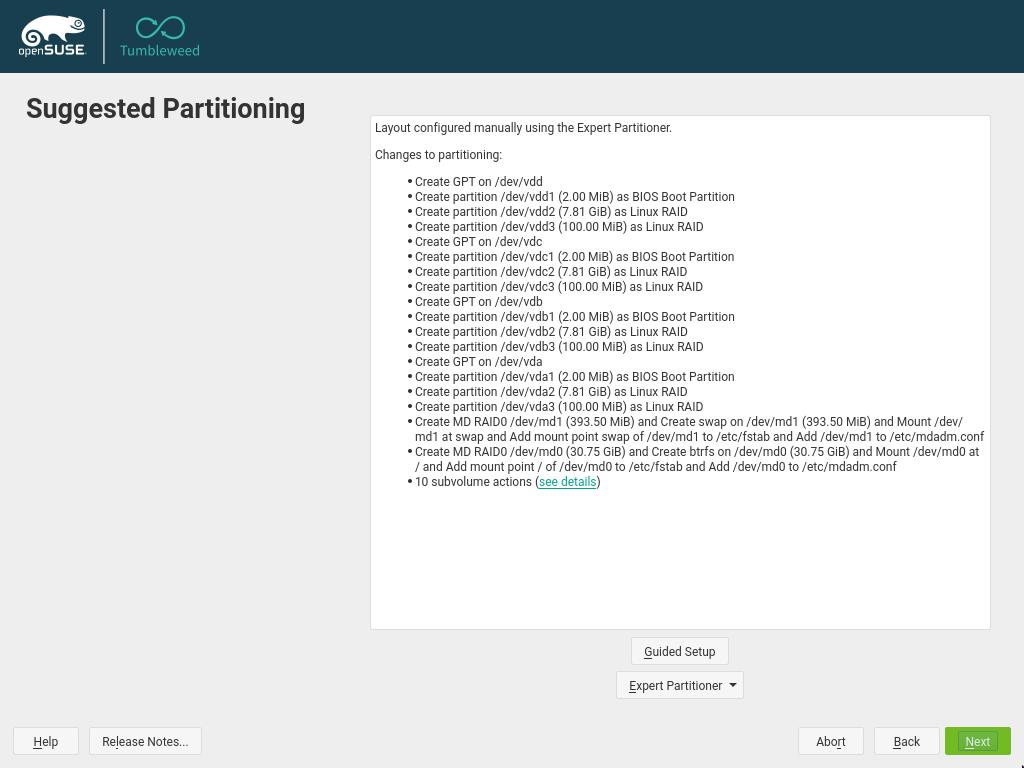 openSUSE
Tumbleweed
Suggested Partitioning
Layout configured manually using the Expert Partitioner.
Changes to partitioning:
• Create GPT on /dev/vdd
• Create partition /dev/vdd1 (2.00 MiB) as BIOS Boot Partition
• Create partition /dev/vdd2 (7.81 GiB) as Linux RAID
• Create partition /dev/vdd3 (100.00 MiB) as Linux RAID
• Create GPT on /dev/vdc
• Create partition /dev/vdc1 (2.00 MiB) as BIOS Boot Partition
• Create partition /dev/vdc2 (7.81 GiB) as Linux RAID
• Create partition /dev/vdc3 (100.00 MiB) as Linux RAID
• Create GPT on /dev/vdb
• Create partition /dev/vdb1 (2.00 MiB) as BIOS Boot Partition
• Create partition /dev/vdb2 (7.81 GiB) as Linux RAID
• Create partition /dev/vdb3 (100.00 MiB) as Linux RAID
• Create GPT on /dev/vda
• Create partition /dev/vda1 (2.00 MiB) as BIOS Boot Partition
• Create partition /dev/vda2 (7.81 GiB) as Linux RAID
• Create partition /dev/vda3 (100.00 MiB) as Linux RAID
• Create MD RAID0 /dev/md1 (393.50 MiB) and Create swap on /dev/md1 (393.50 MiB) and Mount /dev/
md1 at swap and Add mount point swap of /dev/md1 to /etc/fstab and Add /dev/md1 to /etc/mdadm.conf
• Create MD RAID0 /dev/md0 (30.75 GiB) and Create btrfs on /dev/md0 (30.75 GiB) and Mount /dev/md0 at
/ and Add mount point / of /dev/md0 to /etc/fstab and Add /dev/md0 to /etc/mdadm.conf
• 10 subvolume actions (see details)
Guided Setup
Expert Partitioner
Help
Release Notes...
Abort
Back
Next